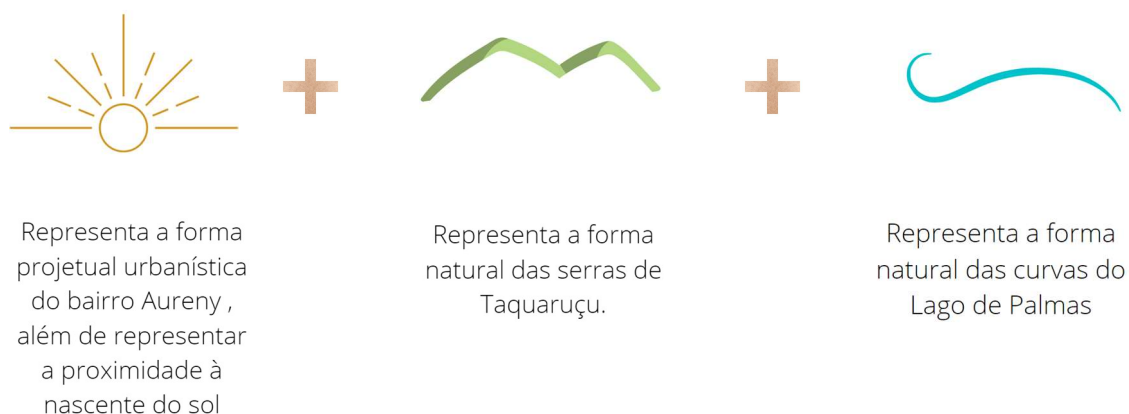 Representa a forma
projetual urbanística
do bairro Aureny ,
além de representar
a proximidade à
nascente do sol
Representa a forma
natural das serras de
Taquaruçu.
Representa a forma
natural das curvas do
Lago de Palmas